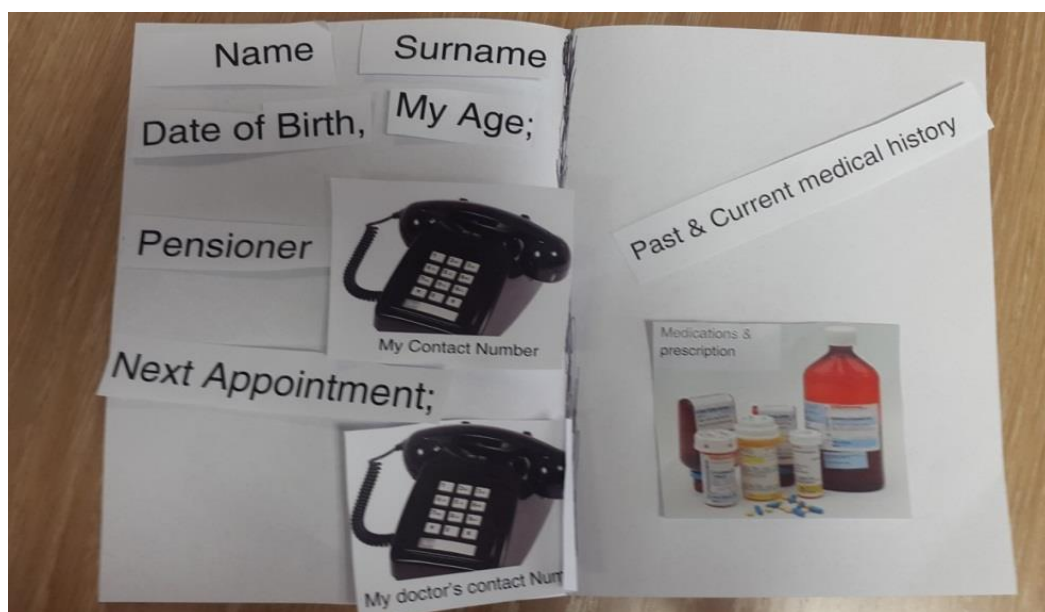 Name Surname
Date of Birth, My Age;
Pensioner
My Contact Number
Next Appointment;
My doctor's contact Num
Past & Current medical history
Medications &
prescription